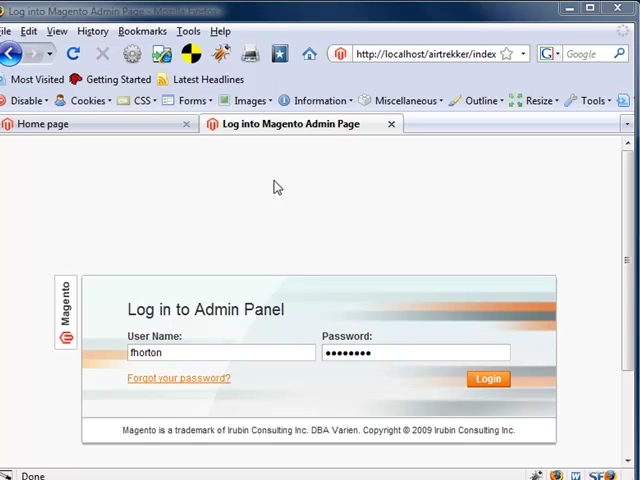 Log into Magento Admin Page - Mozilla Firefox
File Edit View History Bookmarks Tools Help
http://localhost/airtrekker/index
Google
Most Visited Getting Started Latest Headlines
Disable Cookies CSS Forms Images Information Miscellaneous Outline Resize Tools
Home page
Log into Magento Admin Page
Magento
Log in to Admin Panel
User Name: Password:
fhorton ••••••••
Forgot your password?
Login
Magento is a trademark of Irubin Consulting Inc. DBA Varien. Copyright © 2009 Irubin Consulting Inc.
Done